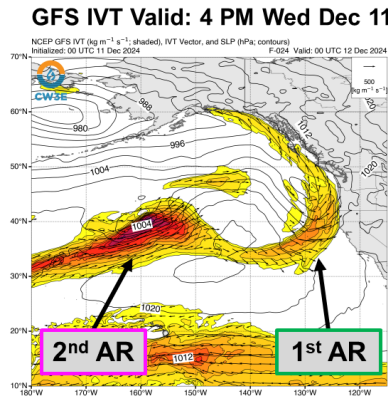 GFS IVT Valid: 4 PM Wed Dec 11
NCEP GFS IVT (kg m⁻¹ s⁻¹; shaded), IVT Vector, and SLP (hPa; contours)
Initialized: 00 UTC 11 Dec 2024 F-024 Valid: 00 UTC 12 Dec 2024
70°N
CW3E
500
[kg m⁻¹ s⁻¹]
988
980
1012
1020
996
60°N
1004
1020
50°N
1004
40°N
30°N
1020
20°N
2nd AR
1012
1st AR
10°N
180°W 170°W 160°W 150°W 140°W 130°W 120°W